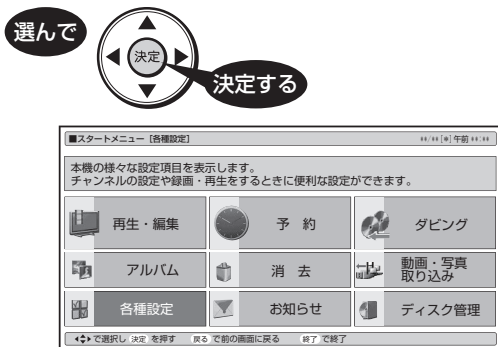 選んで
決定
決定する
■スタートメニュー [各種設定]
**/**[*]午前**:**
本機の様々な設定項目を表示します。
チャンネルの設定や録画・再生をするときに便利な設定ができます。
再生・編集
予 約
ダビング
アルバム
消 去
動画・写真
取り込み
各種設定
お知らせ
ディスク管理
で選択し 決定 を押す 戻る で前の画面に戻る 終了 で終了